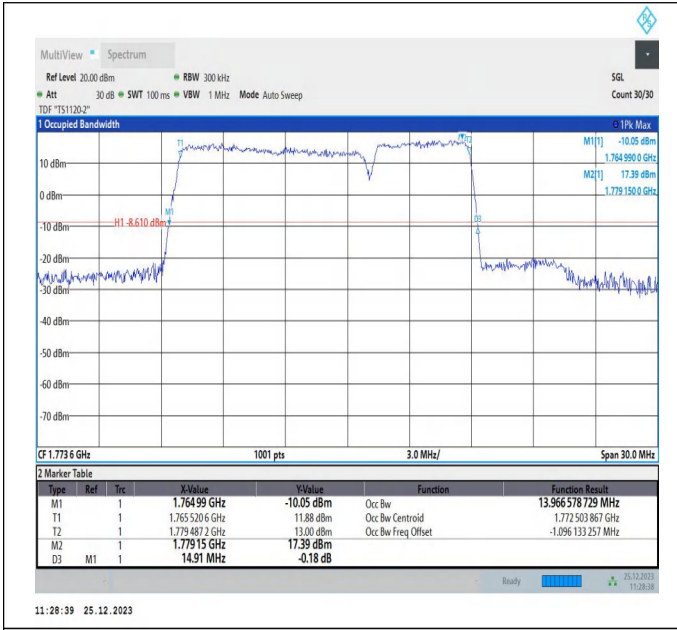 MultiView Spectrum
Ref Level 20.00 dBm RBW 300 kHz SGL
Att 30 dB SWT 100 ms VBW 1 MHz Mode Auto Sweep Count 30/30
TDF "TS1120-2"
1 Occupied Bandwidth 1Pk Max
M1[1] -10.05 dBm
1.764 990 0 GHz
M2[1] 17.39 dBm
1.779 150 0 GHz
T1
T2
10 dBm
0 dBm
M1
H1 -8.610 dBm
D3
-10 dBm
-20 dBm
-30 dBm
-40 dBm
-50 dBm
-60 dBm
-70 dBm
CF 1.773 6 GHz 1001 pts 3.0 MHz/ Span 30.0 MHz
2 Marker Table
Type Ref Trc X-Value Y-Value Function Function Result
M1 1 1.764 99 GHz -10.05 dBm Occ Bw 13.966 578 729 MHz
T1 1 1.765 520 6 GHz 11.88 dBm Occ Bw Centroid 1.772 503 867 GHz
T2 1 1.779 487 2 GHz 13.00 dBm Occ Bw Freq Offset -1.096 133 257 MHz
M2 1 1.779 15 GHz 17.39 dBm
D3 M1 1 14.91 MHz -0.18 dB
Ready 25.12.2023
11:28:38
11:28:39 25.12.2023